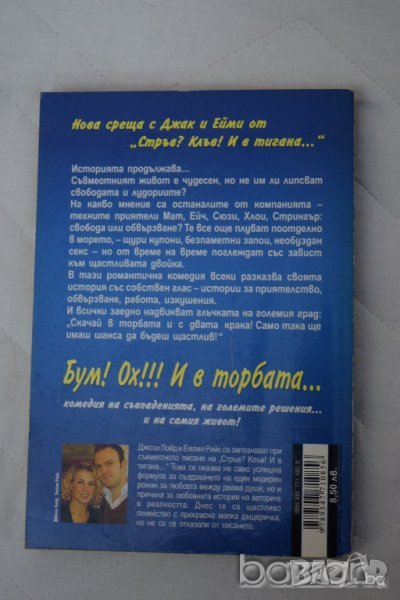 Нова среща с Джак и Ейми от
„Стръв? Клъв! И в тигана..."
Историята продължава...
Съвместният живот е чудесен, но не им ли липсват
свободата и лудориите?
На какво мнение са останалите от компанията –
техните приятели Мат, Ейч, Сюзи, Хлои, Стрингър:
свобода или обвързване? Те все още плуват поотделно
в морето, – щури купони, безпаметни запои, необуздан
секс – но от време на време поглеждат със завист
към щастливата двойка.
В тази романтична комедия всеки разказва своята
история със собствен глас – истории за приятелство,
обвързване, работа, изкушения.
И всички заедно надвикват глъчката на големия град:
„Скачай в торбата и с двата крака! Само така ще
имаш шанса да бъдеш щастлив!"
Бум! Ох!!! И в торбата...
комедия на съвпаденията, на големите решения...
и на самия живот!
Джози Лойд и Емлин Рийс се запознават при
съвместното писане на „Стръв? Клъв! И в
тигана...” Това се оказва не само успешна
формула за създаването на един модерен
роман за любовта между двама души, но и
причина за любовната история на авторите
в реалността. Днес те са щастливо
семейство с прекрасна малка дъщеричка,
но не са се отказали от писането.
8,50 лв.
bazar.bg